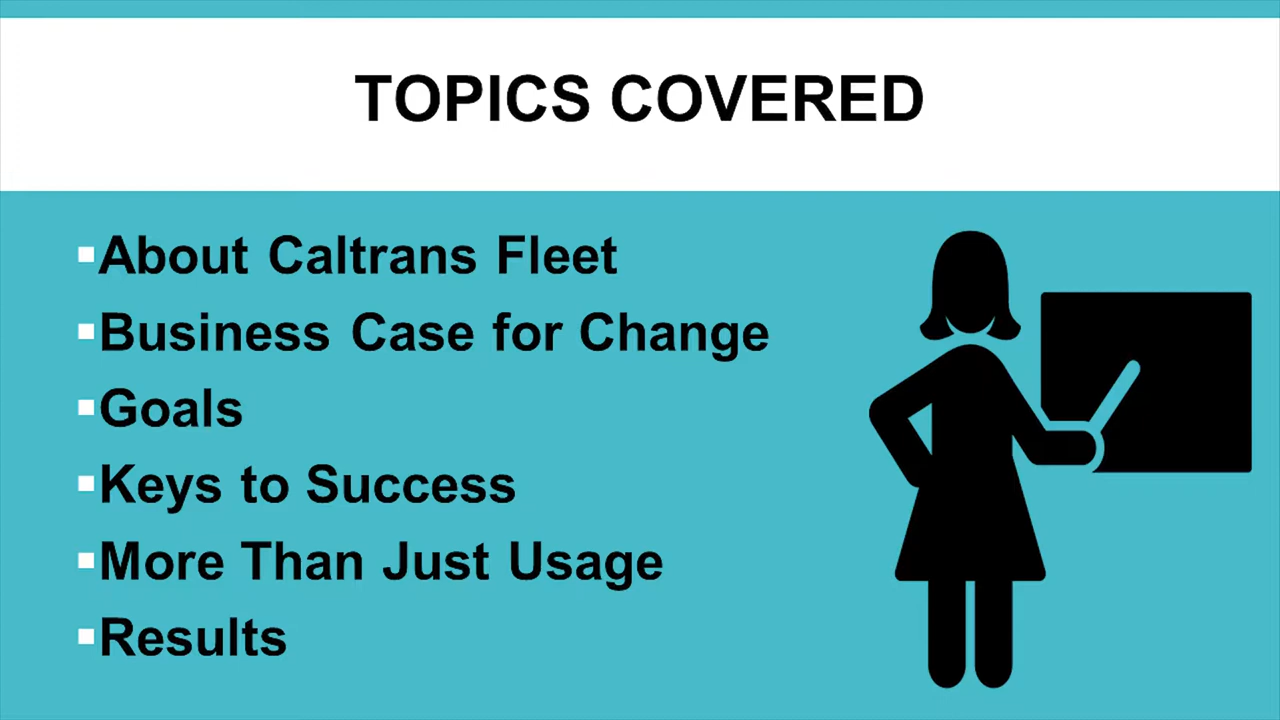 TOPICS COVERED
▪About Caltrans Fleet
▪Business Case for Change
▪Goals
▪Keys to Success
▪More Than Just Usage
▪Results